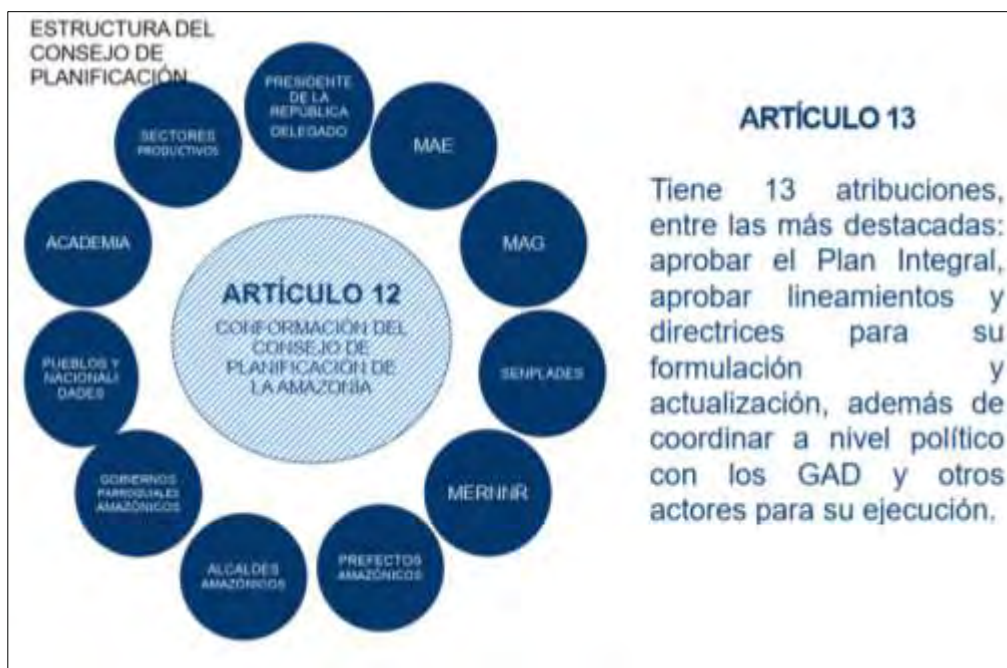 ESTRUCTURA DEL
CONSEJO DE
PLANIFICACIÓN
PRESIDENTE
DE LA
REPÚBLICA
DELEGADO
MAE
MAG
SENPLADES
MERNNR
PREFECTOS
AMAZÓNICOS
ALCALDES
AMAZÓNICOS
GOBIERNOS
PARROQUIALES
AMAZÓNICOS
PUEBLOS Y
NACIONALI
DADES
ACADEMIA
SECTORES
PRODUCTIVOS
ARTÍCULO 12
CONFORMACIÓN DEL
CONSEJO DE
PLANIFICACIÓN DE
LA AMAZONÍA
ARTÍCULO 13
Tiene 13 atribuciones,
entre las más destacadas:
aprobar el Plan Integral,
aprobar lineamientos y
directrices para su
formulación y
actualización, además de
coordinar a nivel político
con los GAD y otros
actores para su ejecución.